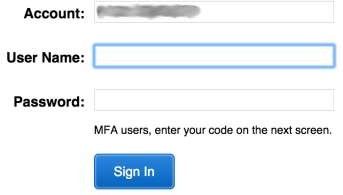 Account:
User Name:
Password:
MFA users, enter your code on the next screen.
Sign In